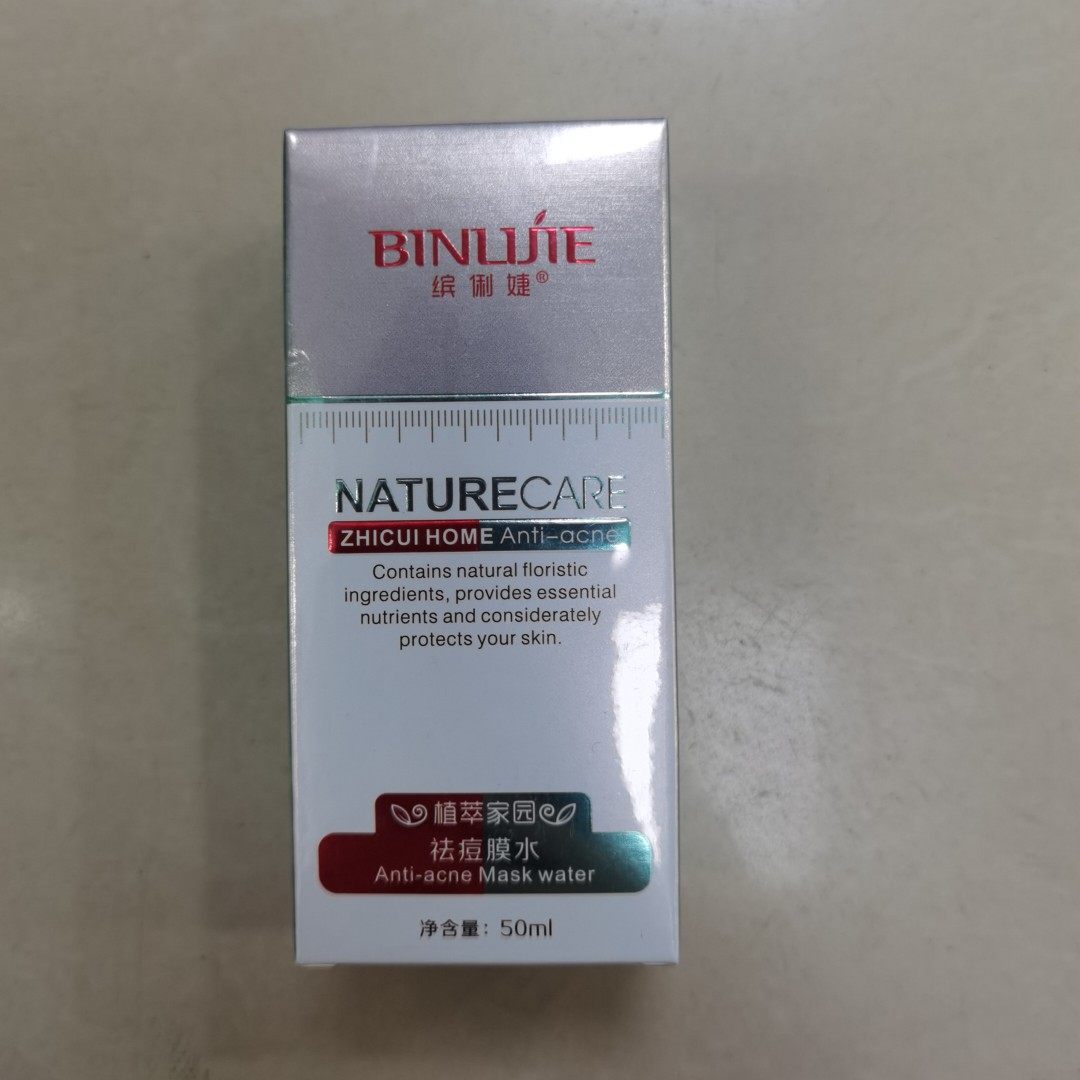 BINLIJIE
缤俐婕®
NATURECARE
ZHICUI HOME Anti-acne
Contains natural floristic
ingredients, provides essential
nutrients and considerately
protects your skin.
植萃家园
祛痘膜水
Anti-acne Mask water
净含量：50ml